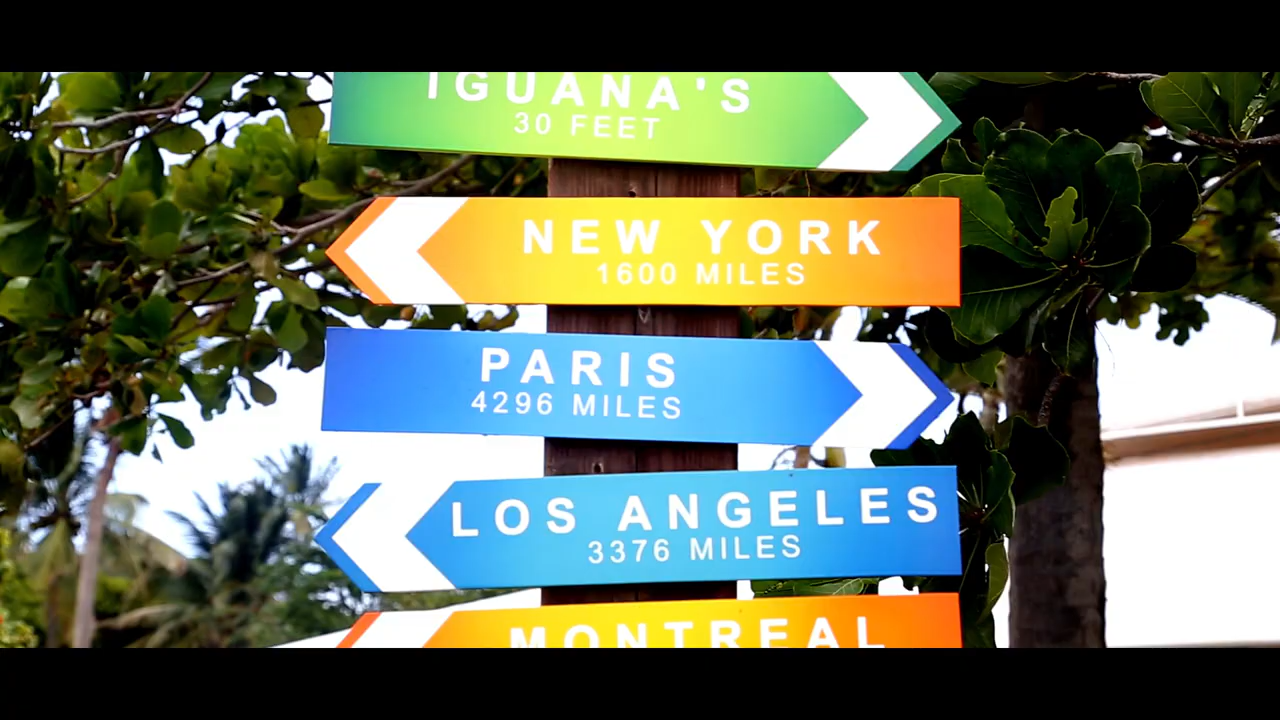 IGUANA'S
30 FEET
NEW YORK
1600 MILES
PARIS
4296 MILES
LOS ANGELES
3376 MILES
MONTREAL